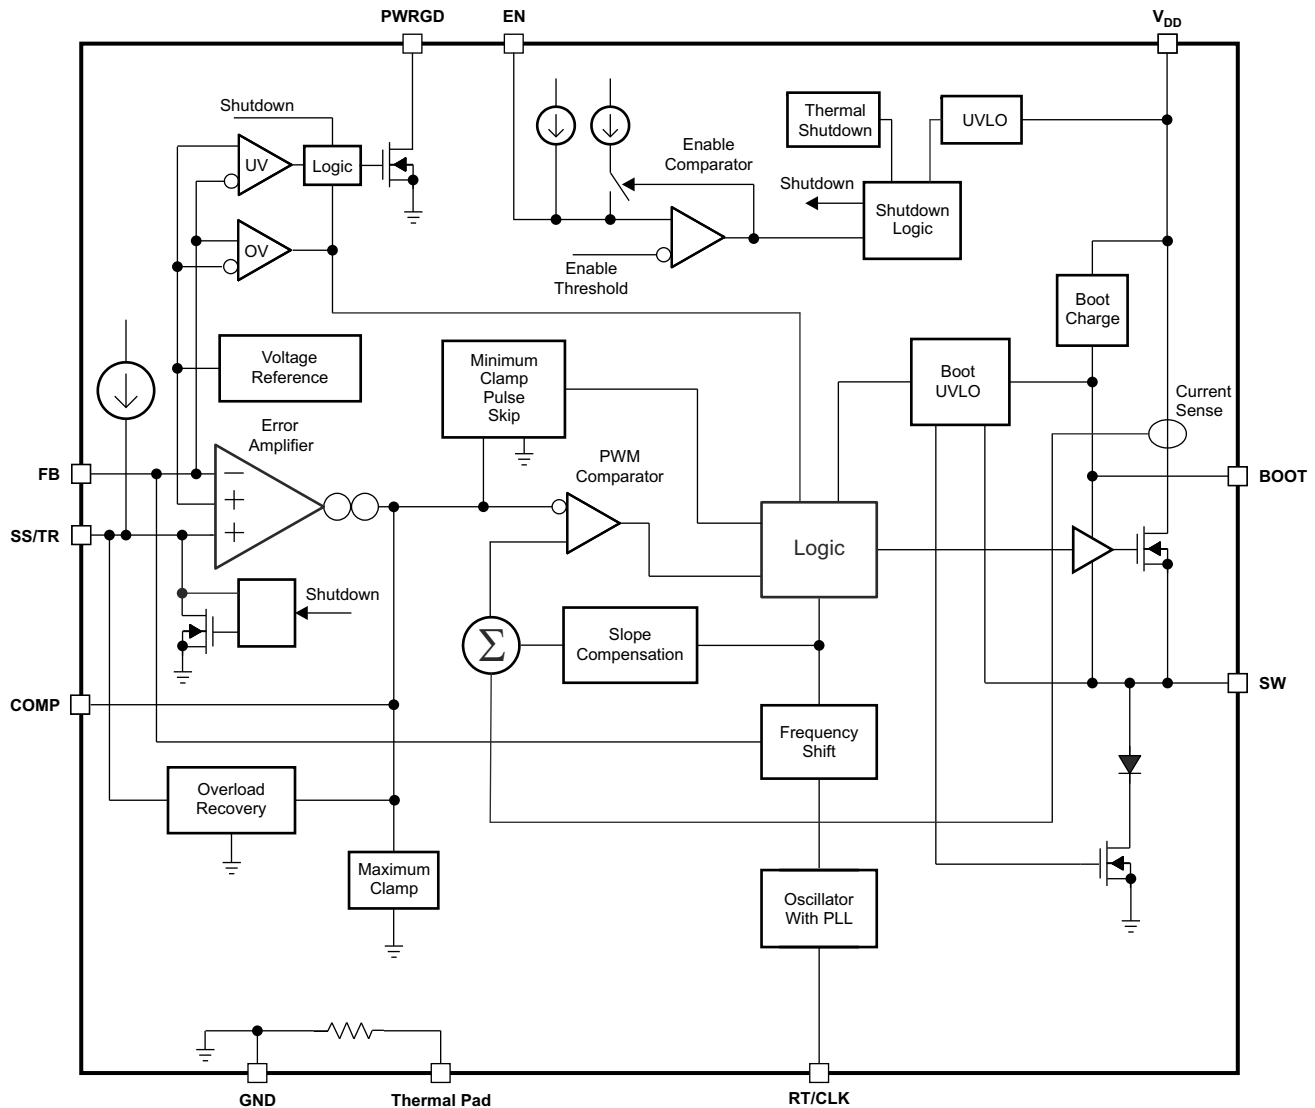 PWRGD
EN
VDD
Shutdown
UV
Logic
OV
Enable
Comparator
Enable
Threshold
Thermal
Shutdown
UVLO
Shutdown
Shutdown
Logic
Boot
Charge
Voltage
Reference
Minimum
Clamp
Pulse
Skip
Boot
UVLO
Current
Sense
Error
Amplifier
PWM
Comparator
FB
−
+
+
BOOT
SS/TR
Logic
Shutdown
Σ
Slope
Compensation
COMP
SW
Frequency
Shift
Overload
Recovery
Maximum
Clamp
Oscillator
With PLL
GND
Thermal Pad
RT/CLK